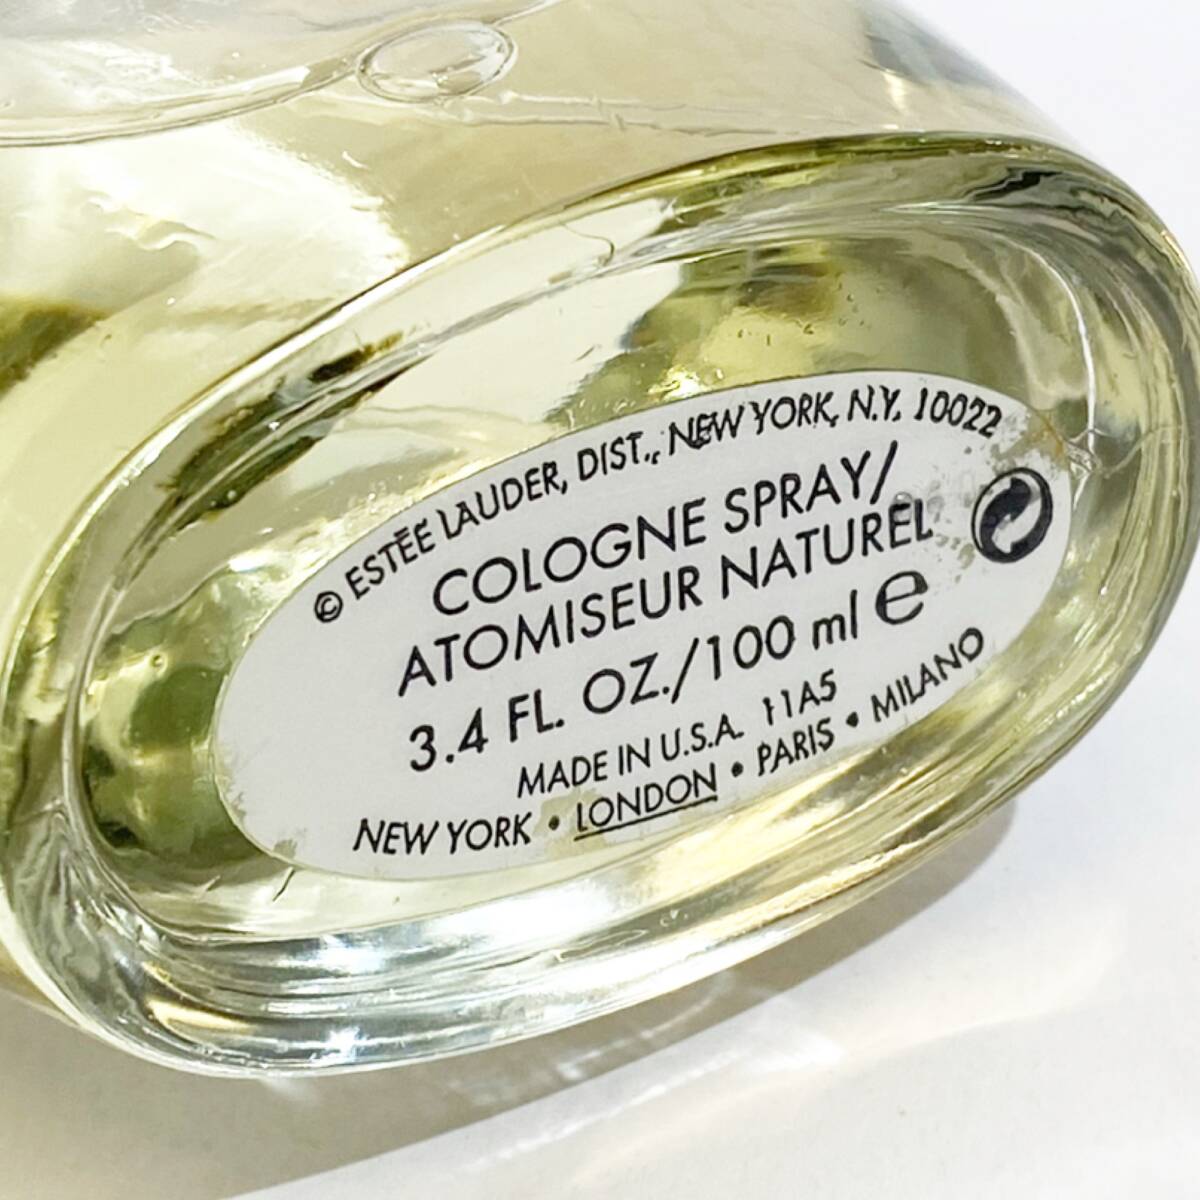 © ESTĒE LAUDER, DIST., NEW YORK, N.Y. 10022
COLOGNE SPRAY/
ATOMISEUR NATUREL
3.4 FL. OZ./100 ml e
MADE IN U.S.A. 11A5
NEW YORK • LONDON • PARIS • MILANO